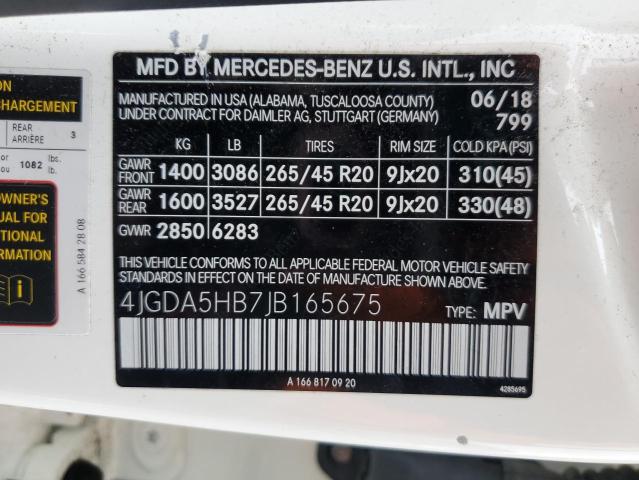 ON
CHARGEMENT
REAR
ARRIÈRE 3
or
ou 1082 lbs.
lb.
OWNER'S
UAL FOR
ITIONAL
ORMATION
A 166 584 28 08
MFD BY MERCEDES-BENZ U.S. INTL., INC
MANUFACTURED IN USA (ALABAMA, TUSCALOOSA COUNTY) 06/18
UNDER CONTRACT FOR DAIMLER AG, STUTTGART (GERMANY) 799
KG LB TIRES RIM SIZE COLD KPA (PSI)
GAWR
FRONT 1400 3086 265/45 R20 9Jx20 310(45)
GAWR
REAR 1600 3527 265/45 R20 9Jx20 330(48)
GVWR 2850 6283
THIS VEHICLE CONFORMS TO ALL APPLICABLE FEDERAL MOTOR VEHICLE SAFETY
STANDARDS IN EFFECT ON THE DATE OF MANUFACTURE SHOWN ABOVE.
4JGDA5HB7JB165675 TYPE: MPV
A 166 817 09 20
4285695